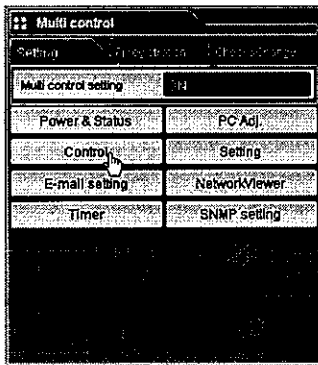 Multi control
Setting
Multi control setting ON
Power & Status PC Adj.
Control Setting
E-mail setting NetworkViewer
Timer SNMP setting